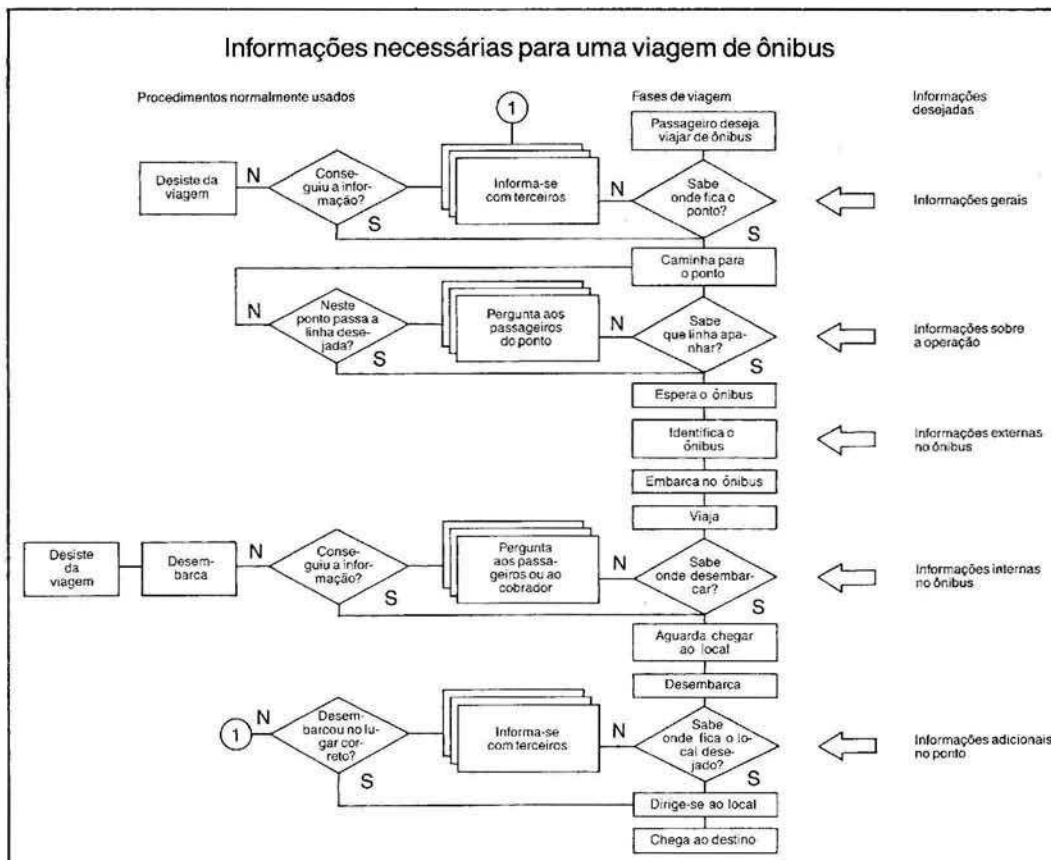 Informações necessárias para uma viagem de ônibus
Procedimentos normalmente usados
Fases de viagem
Informações
desejadas
1
Passageiro deseja
viajar de ônibus
Desiste da
viagem
N
Conse-
guiu a infor-
mação?
S
Informa-se
com terceiros
N
Sabe
onde fica o
ponto?
S
Informações gerais
Caminha para
o ponto
N
Neste
ponto passa a
linha dese-
jada?
S
Pergunta aos
passageiros
do ponto
N
Sabe
que linha apa-
nhar?
S
Informações sobre
a operação
Espera o ônibus
Identifica o
ônibus
Informações externas
no ônibus
Embarca no ônibus
Viaja
Desiste
da
viagem
Desem-
barca
N
Conse-
guiu a infor-
mação?
S
Pergunta
aos passa-
geiros ou ao
cobrador
N
Sabe
onde desembar-
car?
S
Informações internas
no ônibus
Aguarda chegar
ao local
Desembarca
1
N
Desem-
barcou no lu-
gar cor-
reto?
S
Informa-se
com terceiros
N
Sabe
onde fica o lo-
cal dese-
jado?
S
Informações adicionais
no ponto
Dirige-se ao local
Chega ao destino